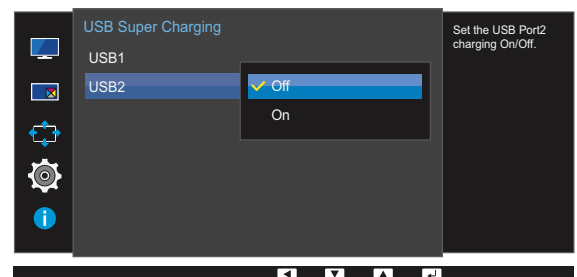 USB Super Charging
USB1
USB2
Off
On
Set the USB Port2
charging On/Off.
i